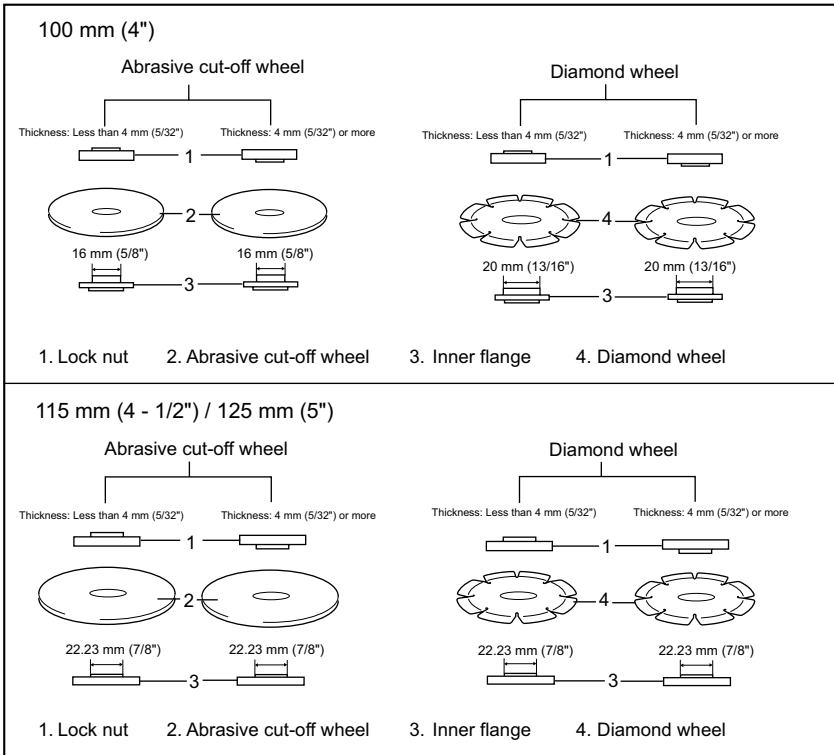 100 mm (4")
Abrasive cut-off wheel
Diamond wheel
Thickness: Less than 4 mm (5/32")
Thickness: 4 mm (5/32") or more
Thickness: Less than 4 mm (5/32")
Thickness: 4 mm (5/32") or more
1
1
2
4
16 mm (5/8")
16 mm (5/8")
20 mm (13/16")
20 mm (13/16")
3
3
1. Lock nut
2. Abrasive cut-off wheel
3. Inner flange
4. Diamond wheel
115 mm (4 - 1/2") / 125 mm (5")
Abrasive cut-off wheel
Diamond wheel
Thickness: Less than 4 mm (5/32")
Thickness: 4 mm (5/32") or more
Thickness: Less than 4 mm (5/32")
Thickness: 4 mm (5/32") or more
1
1
2
4
22.23 mm (7/8")
22.23 mm (7/8")
22.23 mm (7/8")
22.23 mm (7/8")
3
3
1. Lock nut
2. Abrasive cut-off wheel
3. Inner flange
4. Diamond wheel